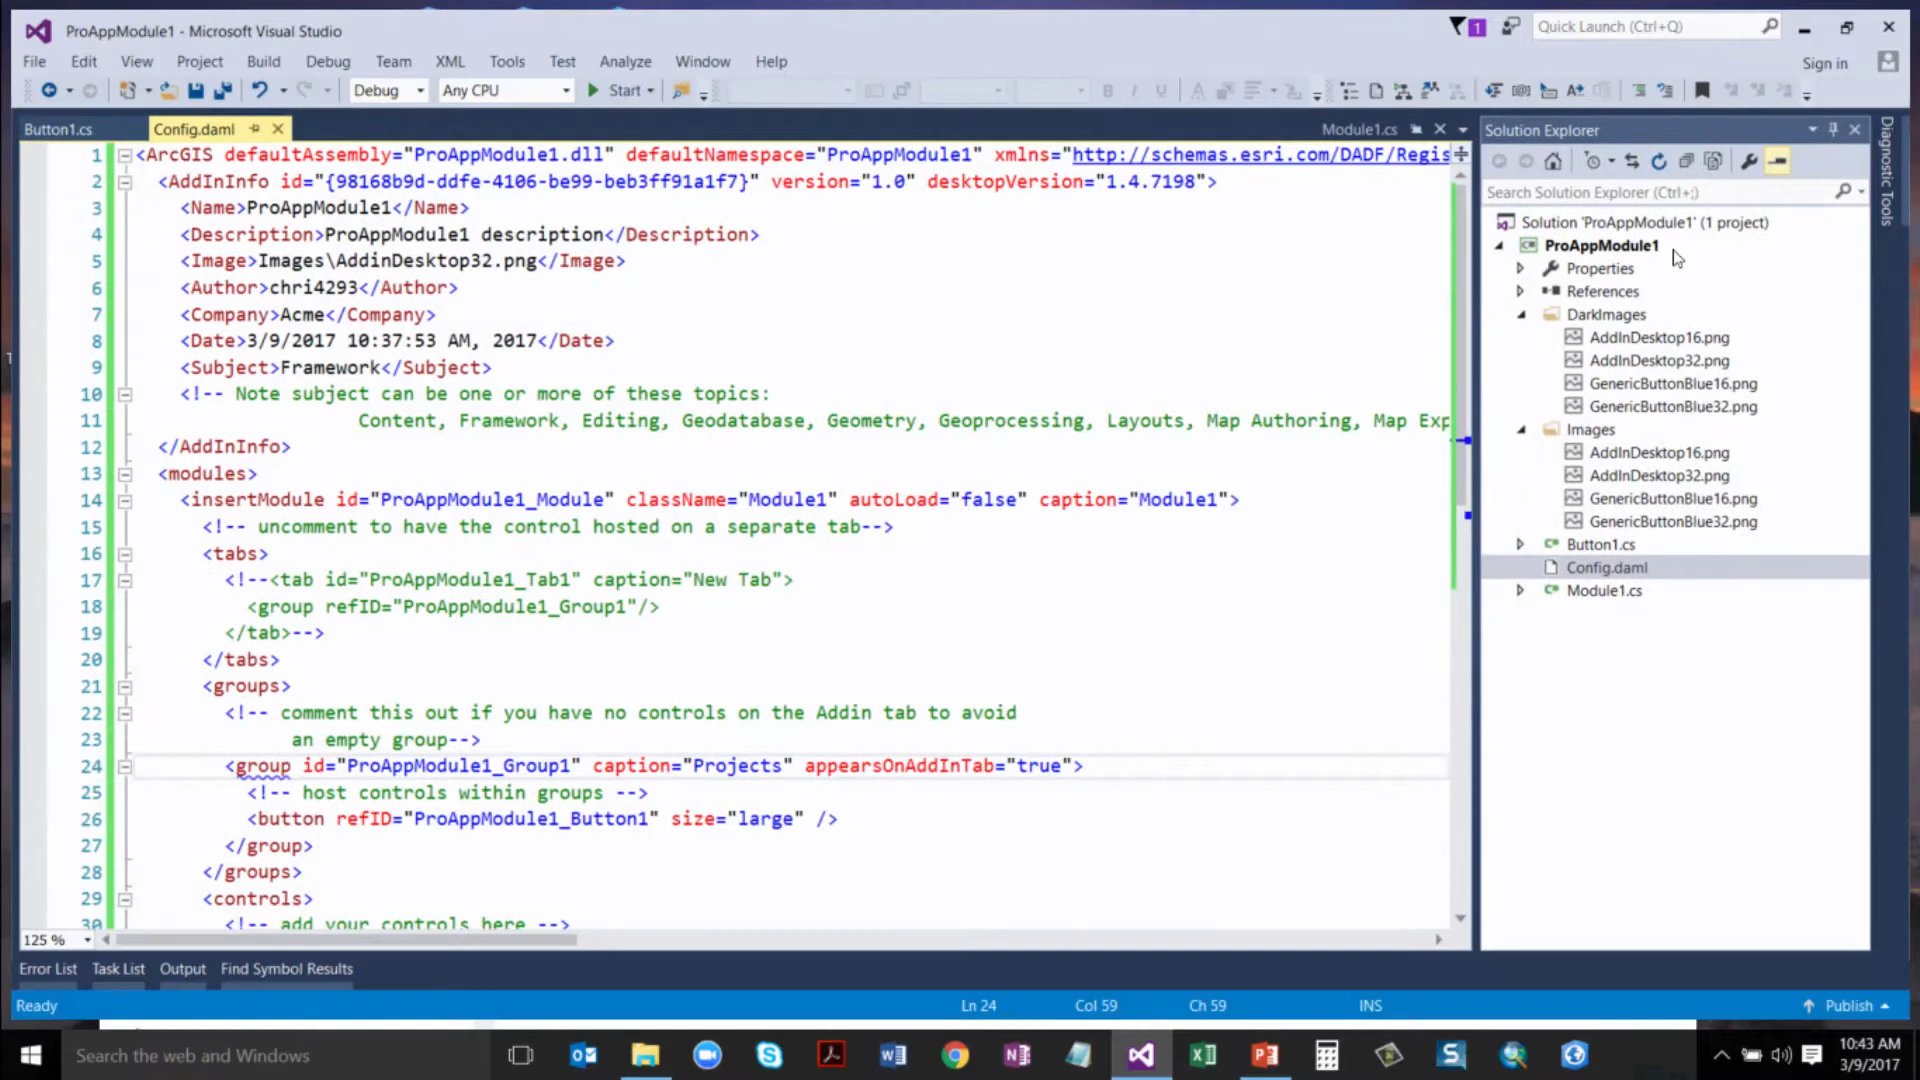 ProAppModule1 - Microsoft Visual Studio
1
Quick Launch (Ctrl+Q)
File Edit View Project Build Debug Team XML Tools Test Analyze Window Help
Sign in
Debug Any CPU Start
Button1.cs Config.daml Module1.cs
1 <ArcGIS defaultAssembly="ProAppModule1.dll" defaultNamespace="ProAppModule1" xmlns="http://schemas.esri.com/DADF/Regis
2 <AddInInfo id="{98168b9d-ddfe-4106-be99-beb3ff91a1f7}" version="1.0" desktopVersion="1.4.7198">
3 <Name>ProAppModule1</Name>
4 <Description>ProAppModule1 description</Description>
5 <Image>Images\AddinDesktop32.png</Image>
6 <Author>chri4293</Author>
7 <Company>Acme</Company>
8 <Date>3/9/2017 10:37:53 AM, 2017</Date>
9 <Subject>Framework</Subject>
10 <!-- Note subject can be one or more of these topics:
11 Content, Framework, Editing, Geodatabase, Geometry, Geoprocessing, Layouts, Map Authoring, Map Exp
12 </AddInInfo>
13 <modules>
14 <insertModule id="ProAppModule1_Module" className="Module1" autoLoad="false" caption="Module1">
15 <!-- uncomment to have the control hosted on a separate tab-->
16 <tabs>
17 <!--<tab id="ProAppModule1_Tab1" caption="New Tab">
18 <group refID="ProAppModule1_Group1"/>
19 </tab>-->
20 </tabs>
21 <groups>
22 <!-- comment this out if you have no controls on the Addin tab to avoid
23 an empty group-->
24 <group id="ProAppModule1_Group1" caption="Projects" appearsOnAddInTab="true">
25 <!-- host controls within groups -->
26 <button refID="ProAppModule1_Button1" size="large" />
27 </group>
28 </groups>
29 <controls>
30 <!-- add your controls here -->
125 %
Solution Explorer
Search Solution Explorer (Ctrl+;)
Solution 'ProAppModule1' (1 project)
ProAppModule1
Properties
References
DarkImages
AddInDesktop16.png
AddInDesktop32.png
GenericButtonBlue16.png
GenericButtonBlue32.png
Images
AddInDesktop16.png
AddInDesktop32.png
GenericButtonBlue16.png
GenericButtonBlue32.png
Button1.cs
Config.daml
Module1.cs
Diagnostic Tools
Error List Task List Output Find Symbol Results
Ready Ln 24 Col 59 Ch 59 INS Publish
Search the web and Windows
10:43 AM
3/9/2017